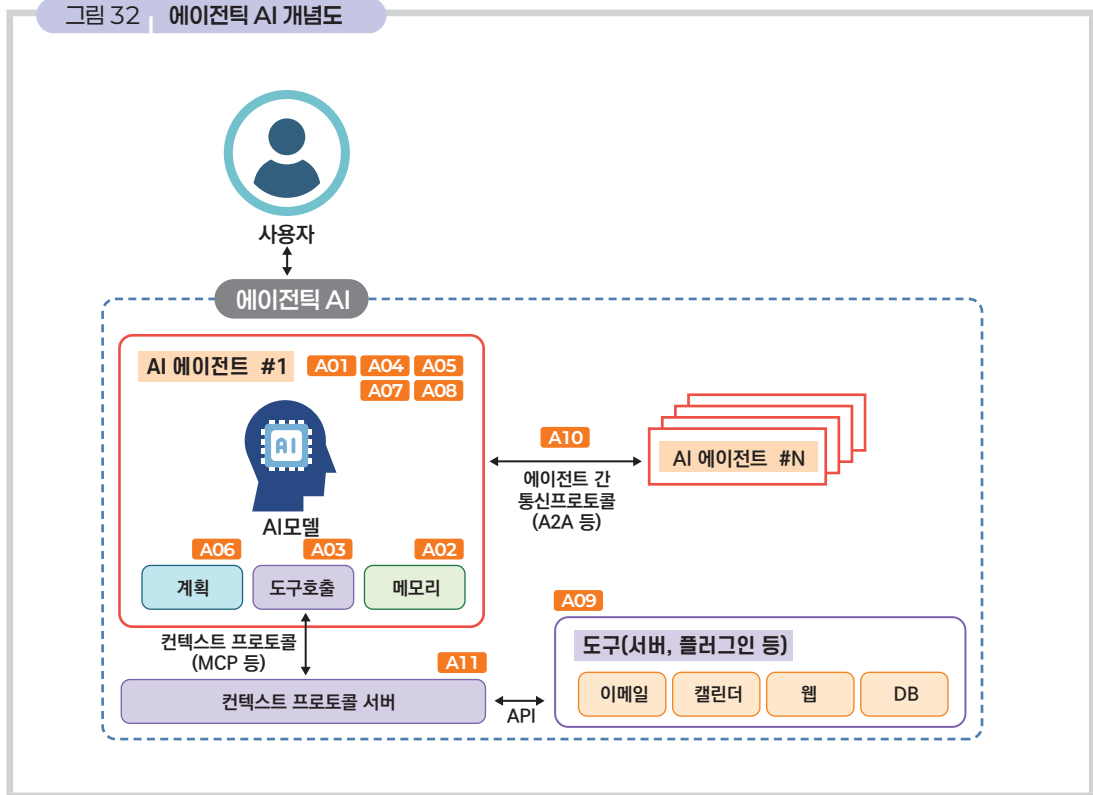 그림 32 에이전틱 AI 개념도
사용자
에이전틱 AI
AI 에이전트 #1
A01 A04 A05
A07 A08
AI
AI모델
A06 A03 A02
계획 도구호출 메모리
A10
에이전트 간
통신프로토콜
(A2A 등)
AI 에이전트 #N
컨텍스트 프로토콜
(MCP 등)
A11
컨텍스트 프로토콜 서버
API
A09
도구(서버, 플러그인 등)
이메일 캘린더 웹 DB